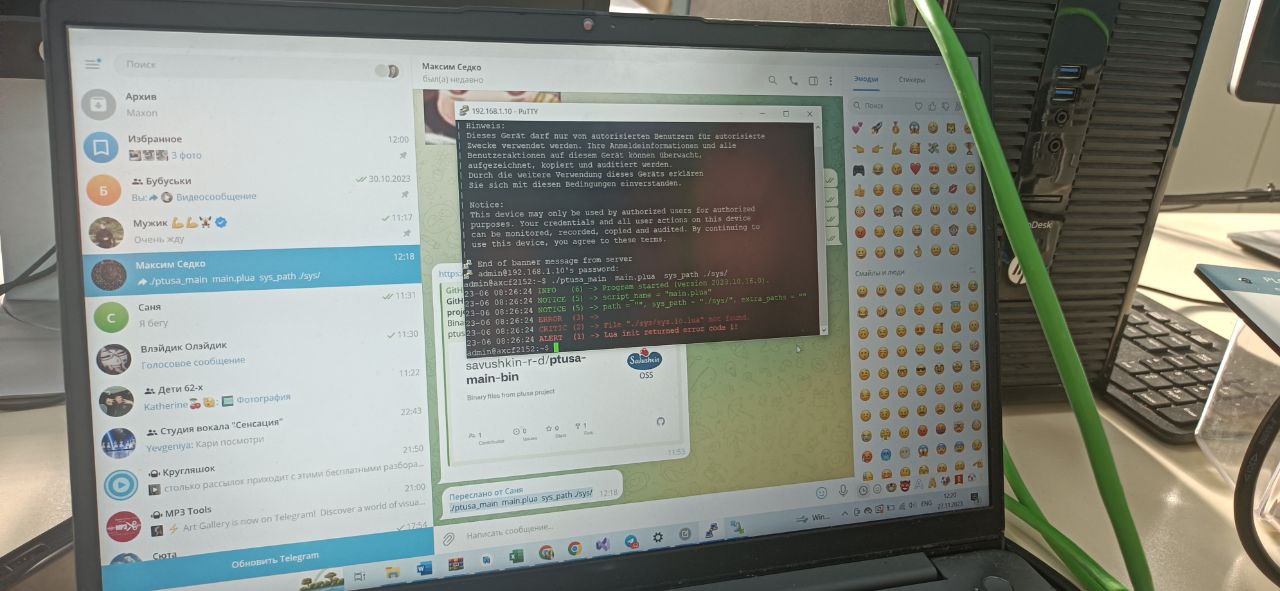 Поиск
Архив
Maxon
Избранное
12:00
3 фото
Бубуськи
30.10.2023
Вы:
Видеосообщение
Мужик
11:17
Очень жду
Максим Седко
12:18
./ptusa_main main.plua sys_path ./sys/
С
Саня
11:31
Я бегу
Влэйдик Олэйдик
11:30
Голосовое сообщение
Дети 62-х
11:22
Katherine
Фотография
Студия вокала "Сенсация"
22:43
Yevgeniya: Кари посмотри
Кругляшок
21:50
столько рассылок приходит с этими бесплатными разбора...
MP3 Tools
21:00
Art Gallery is now on Telegram! Discover a world of visua...
Сюта
17:54
Обновить Telegram
Максим Седко
был(а) недавно
192.168.1.10 - PuTTY
| Hinweis:
| Dieses Gerät darf nur von autorisierten Benutzern für autorisierte
| Zwecke verwendet werden. Ihre Anmeldeinformationen und alle
| Benutzeraktionen auf diesem Gerät können überwacht,
| aufgezeichnet, kopiert und auditiert werden.
| Durch die weitere Verwendung dieses Geräts erklären
| Sie sich mit diesen Bedingungen einverstanden.
| Notice:
| This device may only be used by authorized users for authorized
| purposes. Your credentials and all user actions on this device
| can be monitored, recorded, copied and audited. By continuing to
| use this device, you agree to these terms.
End of banner message from server
admin@192.168.1.10's password:
admin@axcf2152:~$ ./ptusa_main main.plua sys_path ./sys/
23-06 08:26:24 INFO (6) -> Program started (version 2023.10.16.0).
23-06 08:26:24 NOTICE (5) -> script_name = "main.plua"
23-06 08:26:24 NOTICE (5) -> path = "", sys_path = "./sys/", extra_paths = ""
23-06 08:26:24 ERROR (3) ->
23-06 08:26:24 CRITIC (2) -> File "./sys/sys.io.lua" not found.
23-06 08:26:24 ALERT (1) -> Lua init returned error code 1!
admin@axcf2152:~$
https:
savushkin-r-d/ptusa-
main-bin
Binary files from ptusa project
Savushkin
OSS
1
Contributor
0
Issues
0
Stars
1
Fork
11:53
Переслано от Саня
./ptusa_main main.plua sys_path ./sys/
12:18
Написать сообщение...
Эмодзи
Стикеры
Поиск
Смайлы и люди
Win...
ENG
12:20
27.11.2023
hp